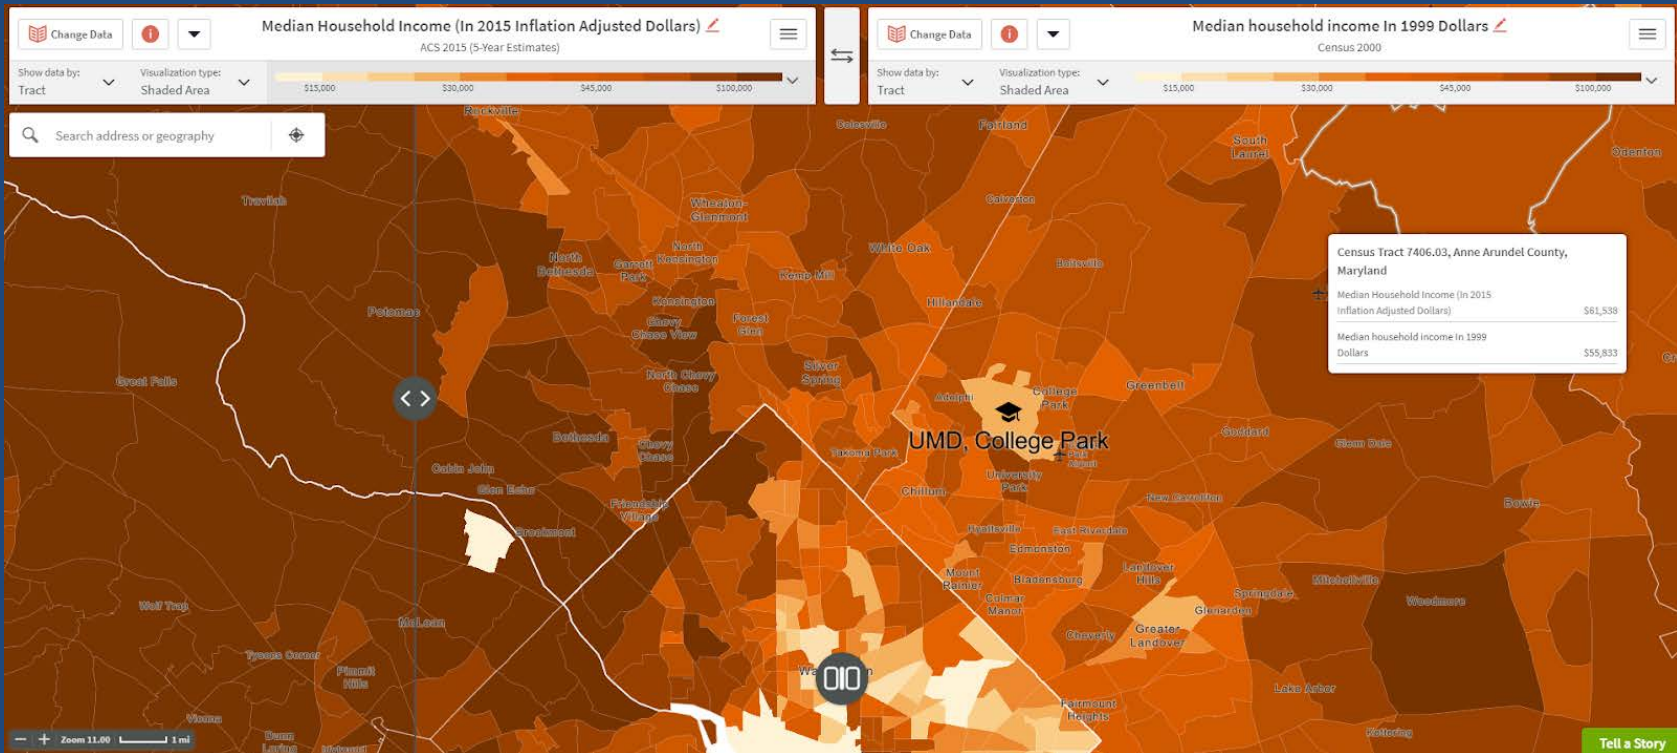 Change Data
Median Household Income (In 2015 Inflation Adjusted Dollars)
ACS 2015 (5-Year Estimates)
Show data by:
Tract
Visualization type:
Shaded Area
$15,000 $30,000 $45,000 $100,000
Change Data
Median household income In 1999 Dollars
Census 2000
Show data by:
Tract
Visualization type:
Shaded Area
$15,000 $30,000 $45,000 $100,000
Search address or geography
Rockville
Colesville
Fairland
South
Laurel
Odenton
Travilah
Wheaton-
Glenmont
Calverton
White Oak
North
Bethesda
Garrett
Park
North
Kensington
Kemp Mill
Beltsville
Census Tract 7406.03, Anne Arundel County,
Maryland
Median Household Income (In 2015
Inflation Adjusted Dollars) $61,538
Median household income In 1999
Dollars $55,833
Potomac
Kensington
Chevy
Chase View
Forest
Glen
Hillandale
Great Falls
North Chevy
Chase
Silver
Spring
Adelphi
College
Park
Greenbelt
UMD, College Park
Park
Airport
Bethesda
Chevy
Chase
Takoma Park
Goddard
Glenn Dale
Cabin John
Glen Echo
University
Park
Chillum
New Carrollton
Bowie
Friendship
Village
Brookmont
Hyattsville
East Riverdale
Edmonston
Mount
Rainier
Bladensburg
Landover
Hills
Colmar
Manor
Springdale
Mitchellville
Woodmore
Glenarden
Wolf Trap
McLean
Cheverly
Greater
Landover
Tysons Corner
Pimmit
Hills
Wa n
Lake Arbor
Fairmount
Heights
Vienna
Dunn
Loring
Kettering
Zoom 11.00 1 mi
Tell a Story